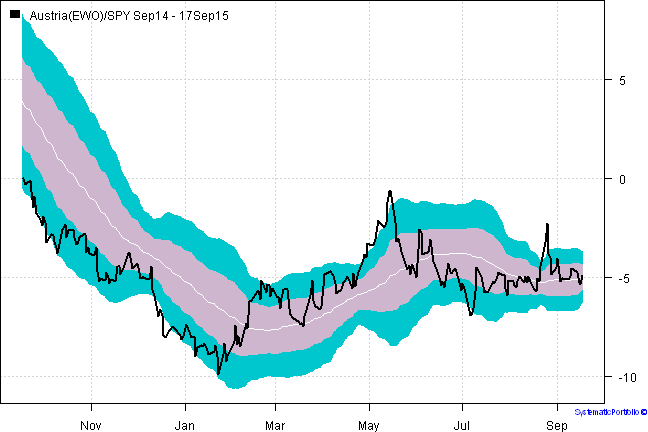 Austria(EWO)/SPY Sep14 - 17Sep15
5
0
-5
-10
Nov Jan Mar May Jul Sep
SystematicPortfolio ©